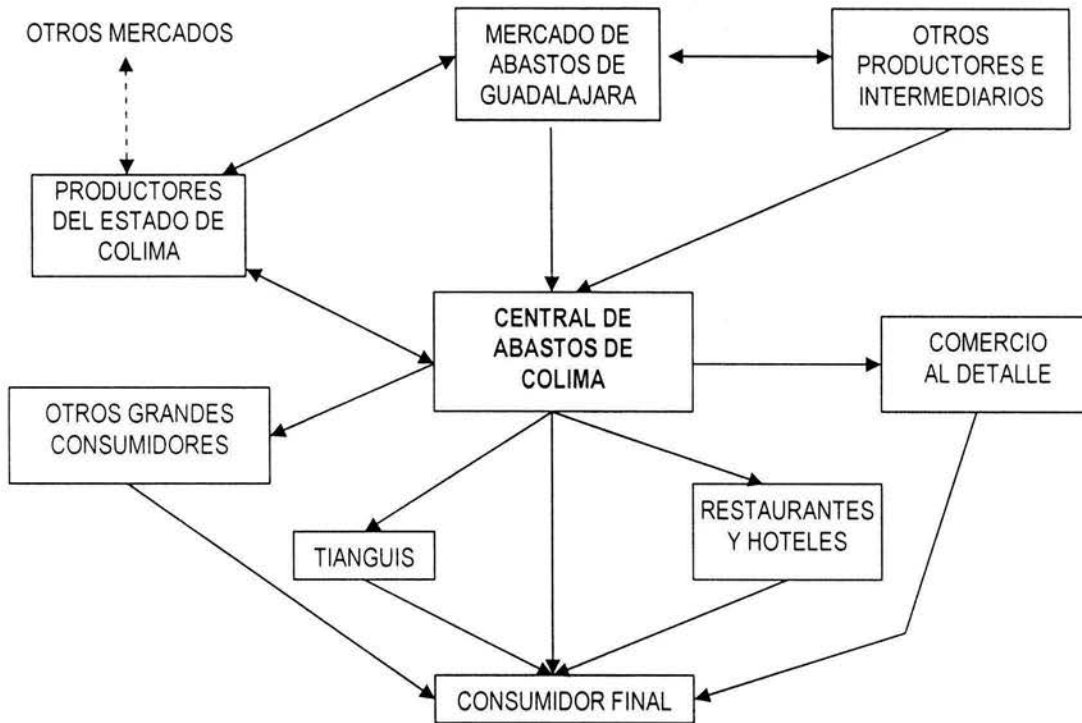 OTROS MERCADOS
MERCADO DE
ABASTOS DE
GUADALAJARA
OTROS
PRODUCTORES E
INTERMEDIARIOS
PRODUCTORES
DEL ESTADO DE
COLIMA
CENTRAL DE
ABASTOS DE
COLIMA
COMERCIO
AL DETALLE
OTROS GRANDES
CONSUMIDORES
TIANGUIS
RESTAURANTES
Y HOTELES
CONSUMIDOR FINAL